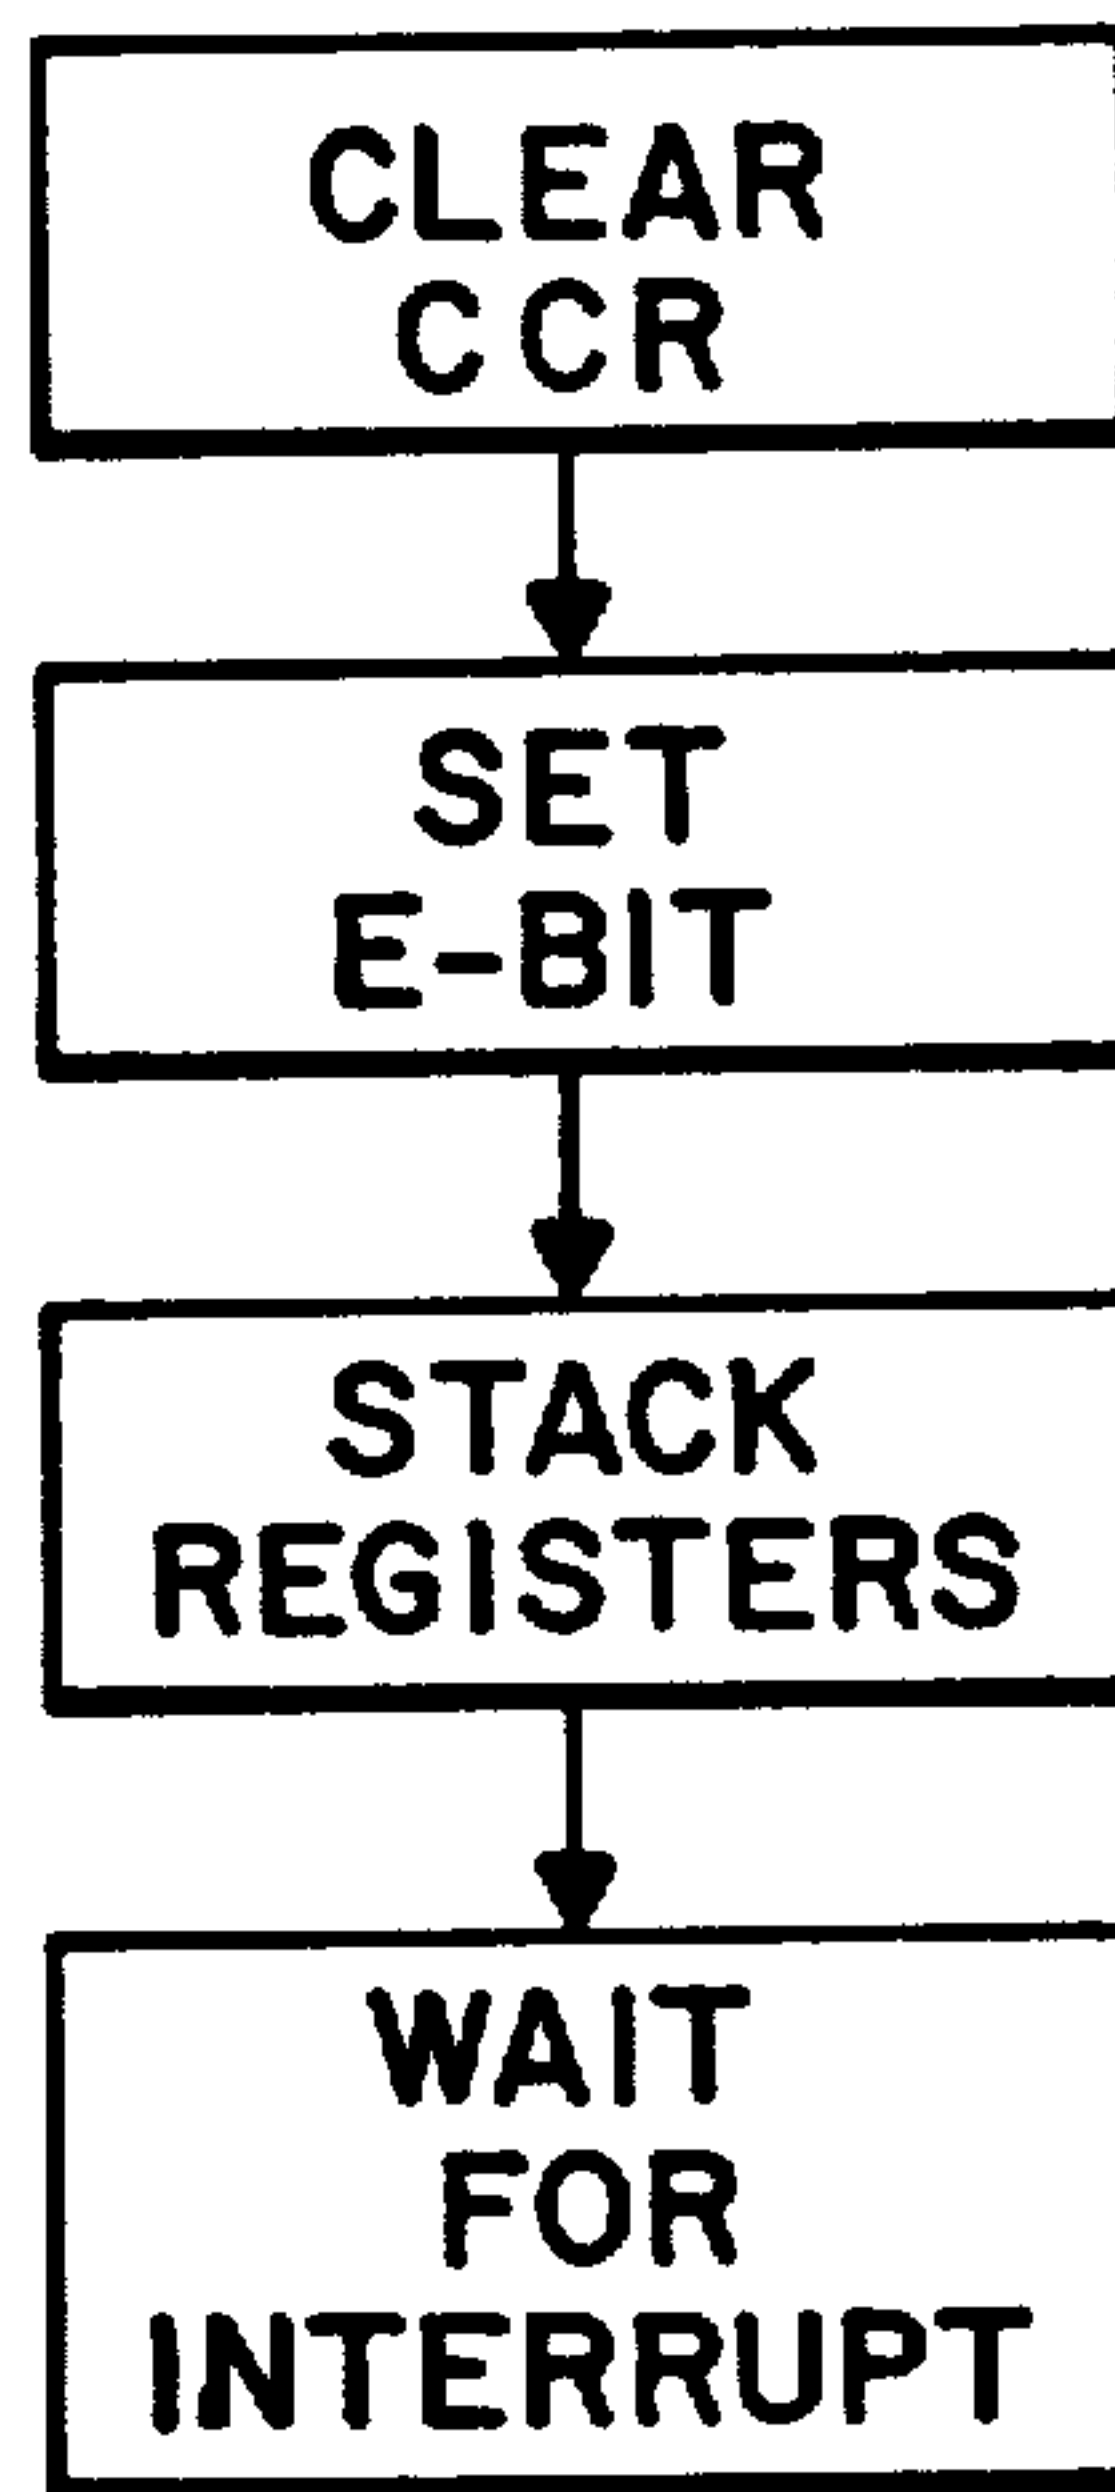 CLEAR
CCR
SET
E-BIT
STACK
REGISTERS
WAIT
FOR
INTERRUPT